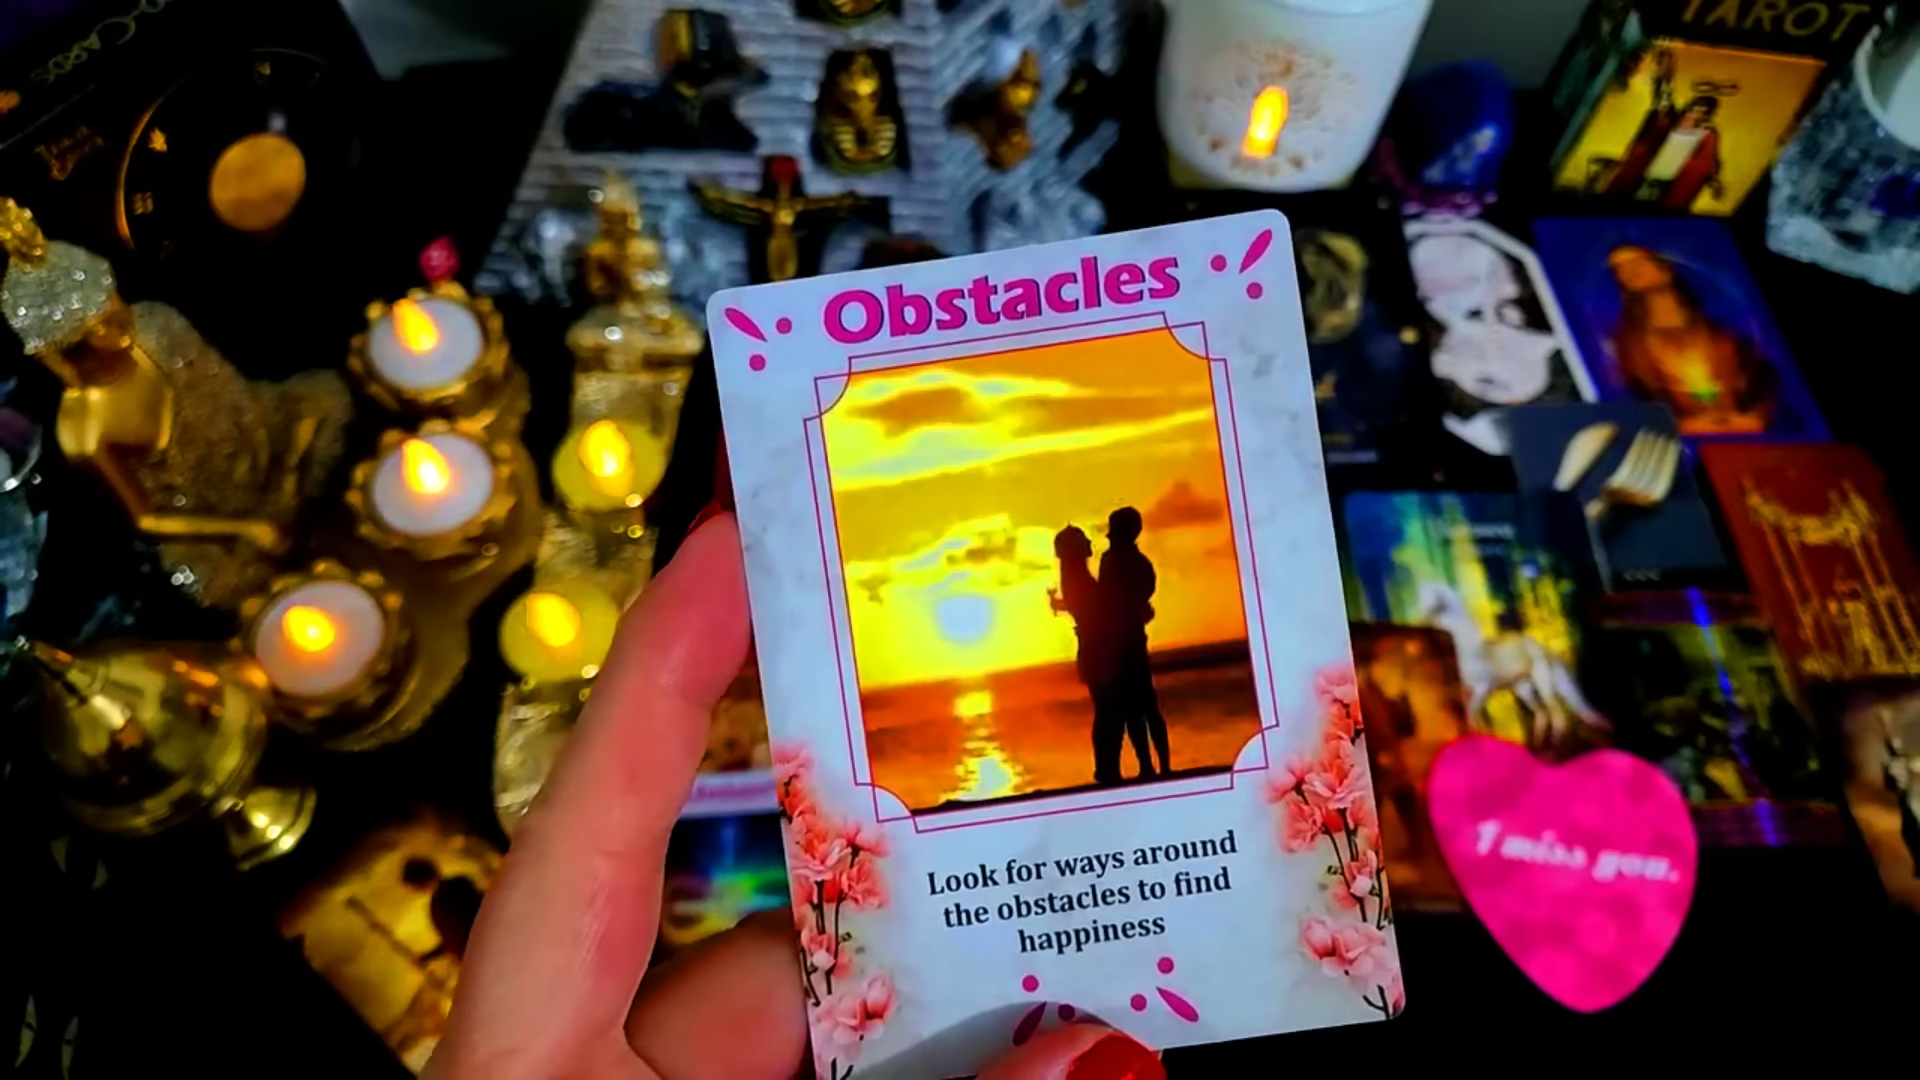 TAROT
Obstacles
Look for ways around
the obstacles to find
happiness
I miss you.